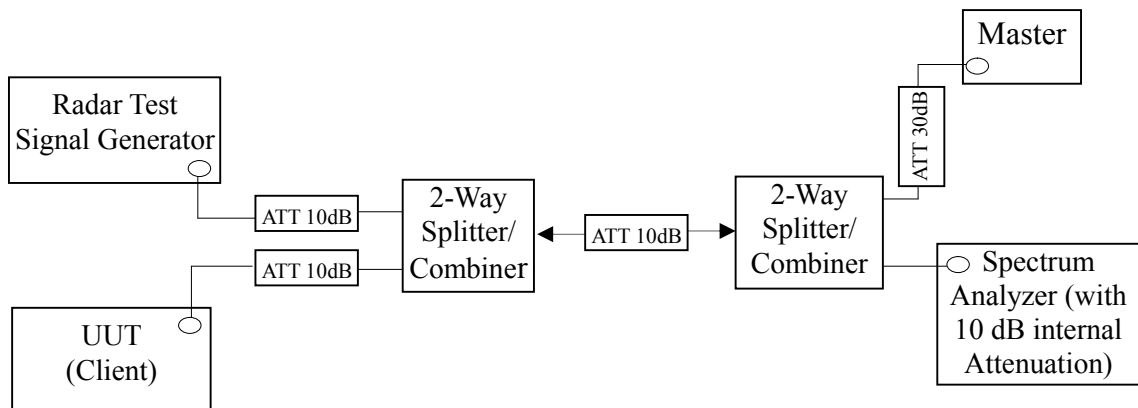 Master
Radar Test
Signal Generator
ATT 30dB
2-Way
Splitter/
Combiner
2-Way
Splitter/
Combiner
ATT 10dB
ATT 10dB
ATT 10dB
UUT
(Client)
Spectrum
Analyzer (with
10 dB internal
Attenuation)